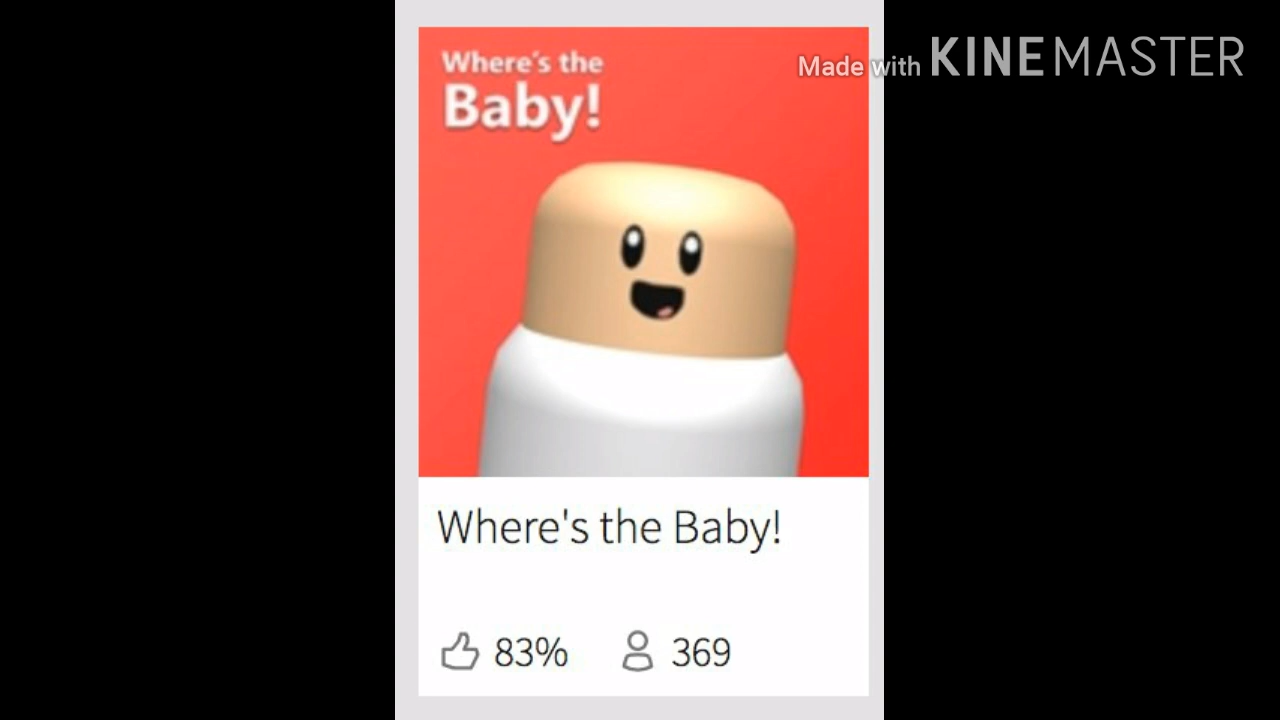 Where's the
Baby!
Made with KINEMASTER
Where's the Baby!
83% 369